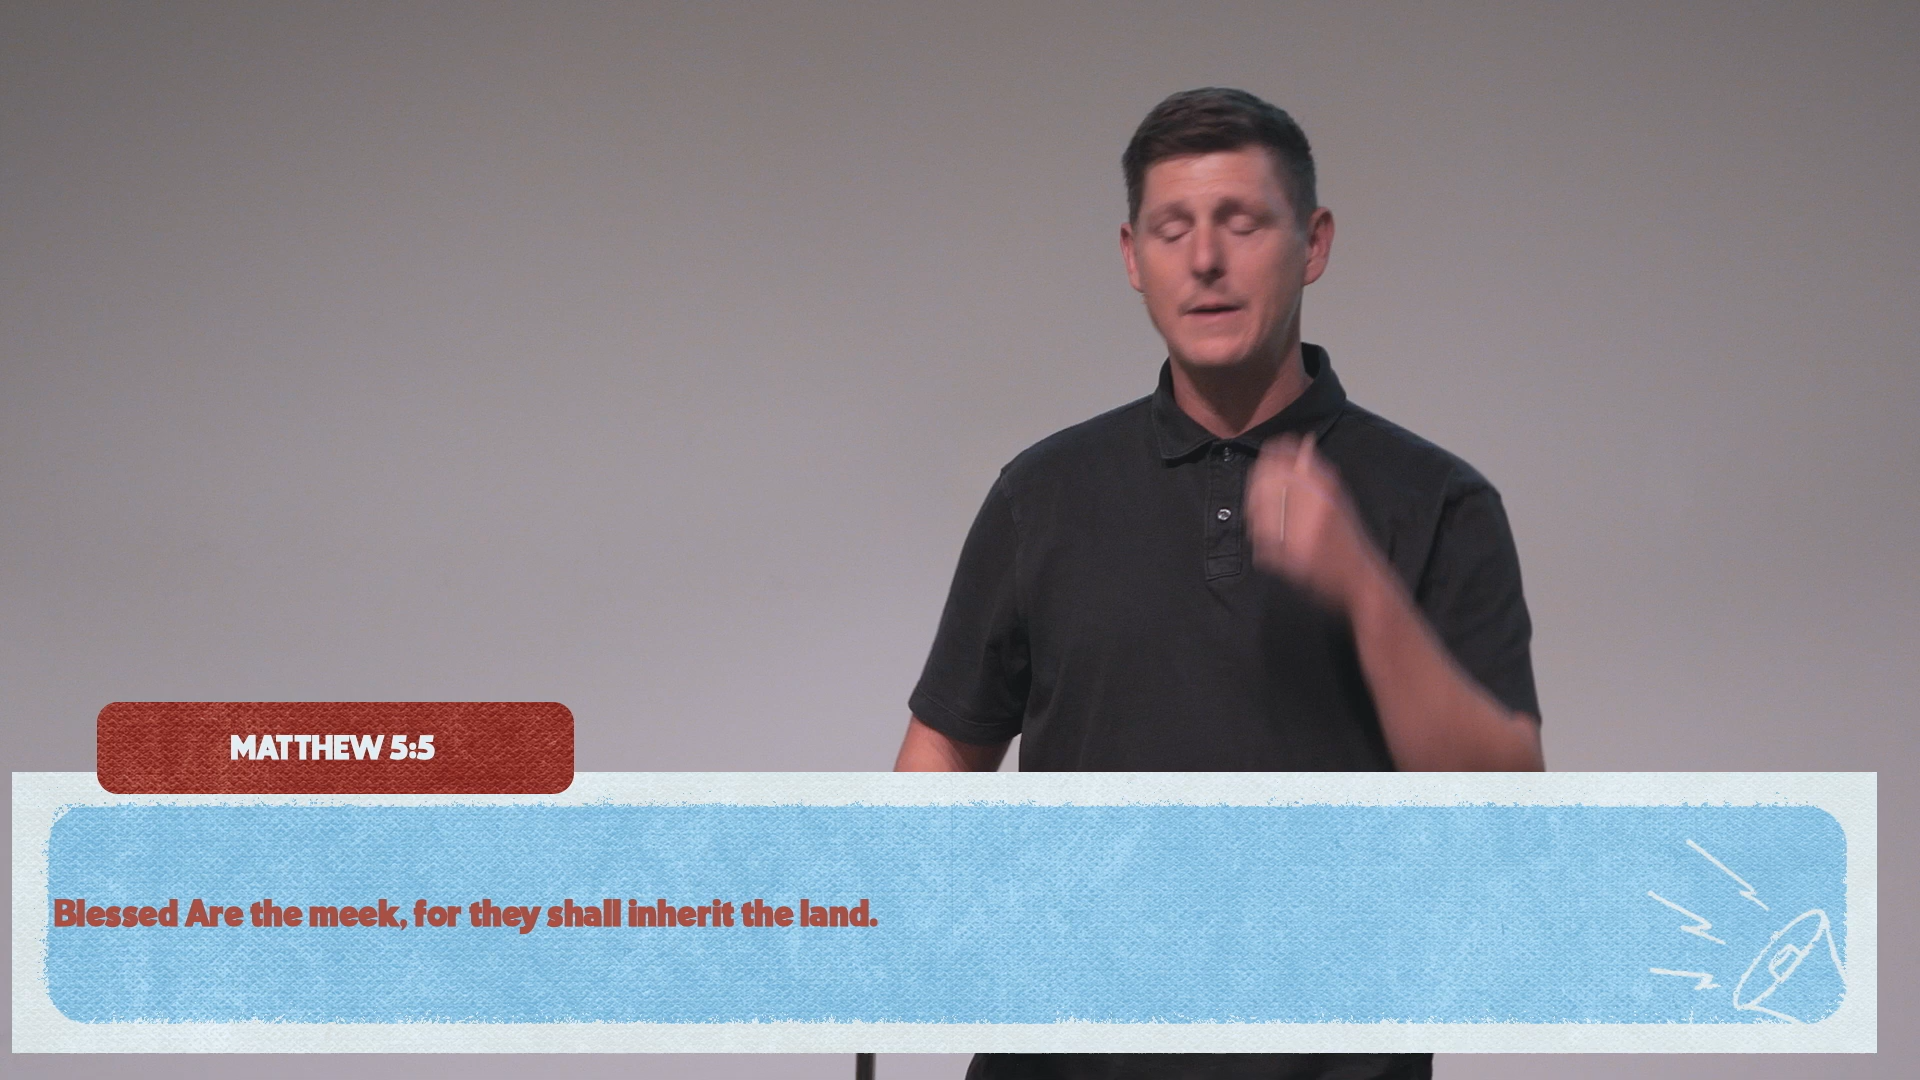 MATTHEW 5:5
Blessed Are the meek, for they shall inherit the land.